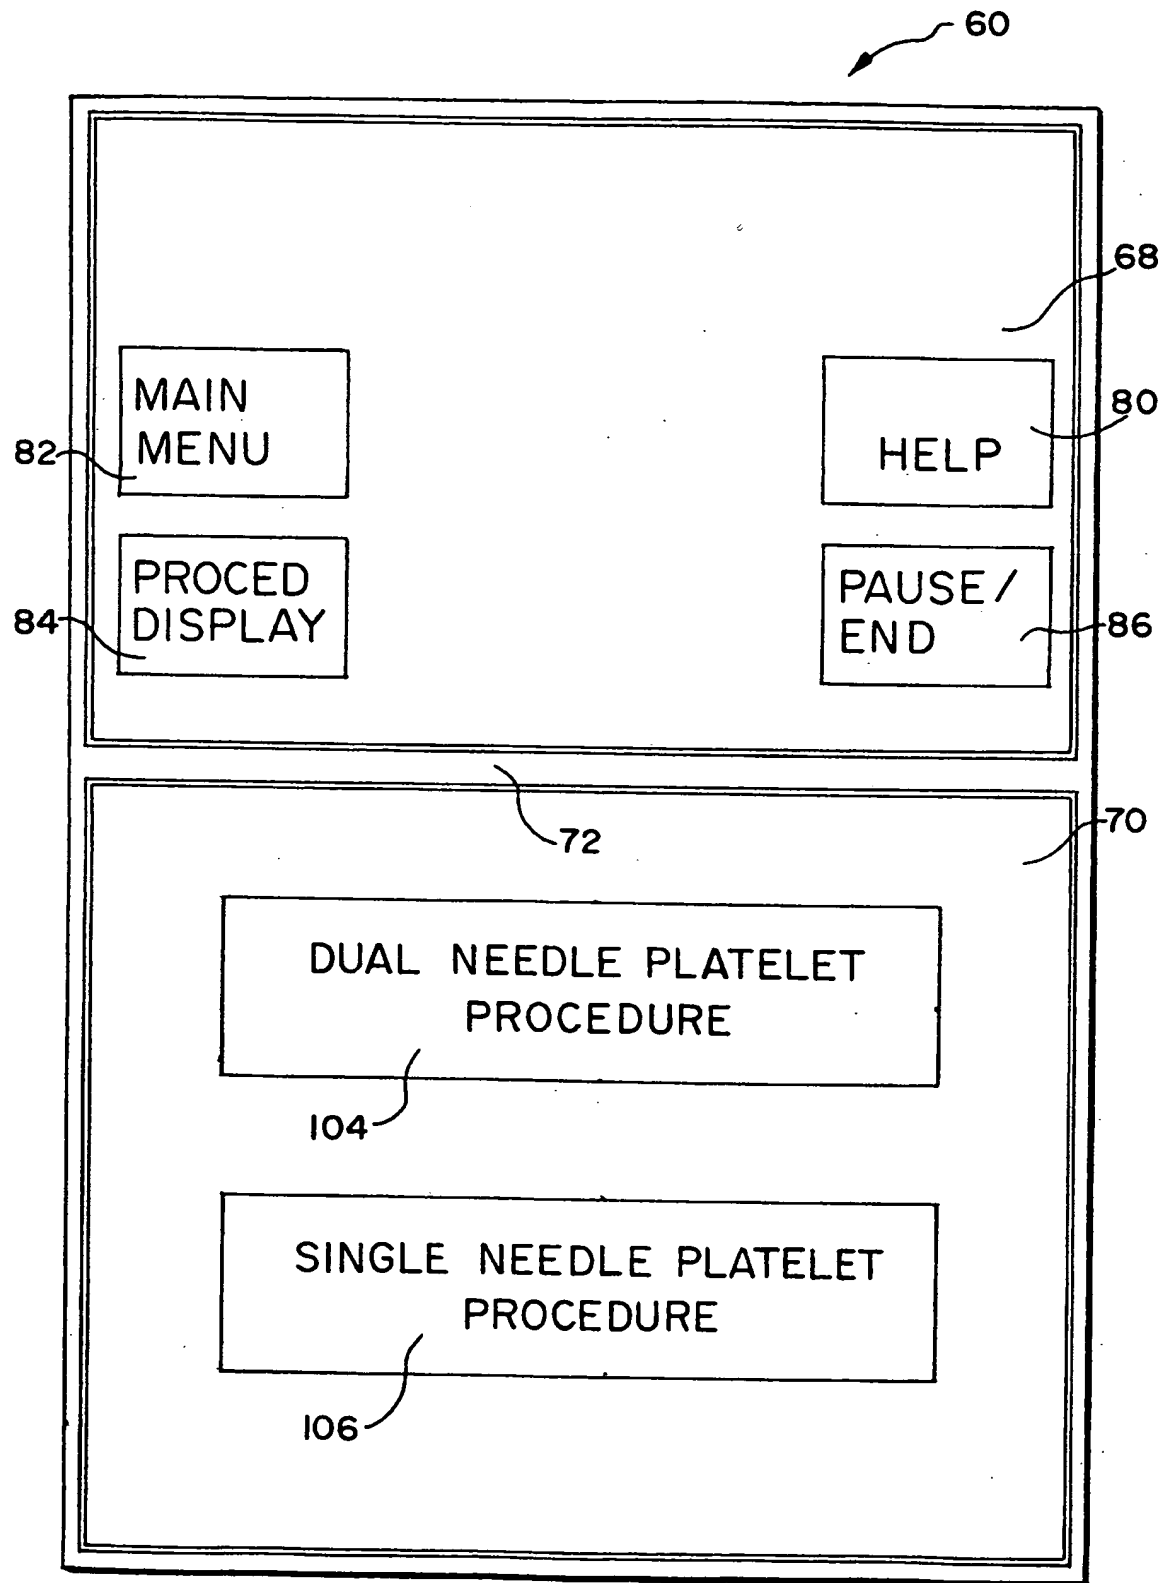 60
68
MAIN
MENU
82
80
HELP
PROCED
DISPLAY
84
PAUSE/
END
86
72
70
DUAL NEEDLE PLATELET
PROCEDURE
104
SINGLE NEEDLE PLATELET
PROCEDURE
106